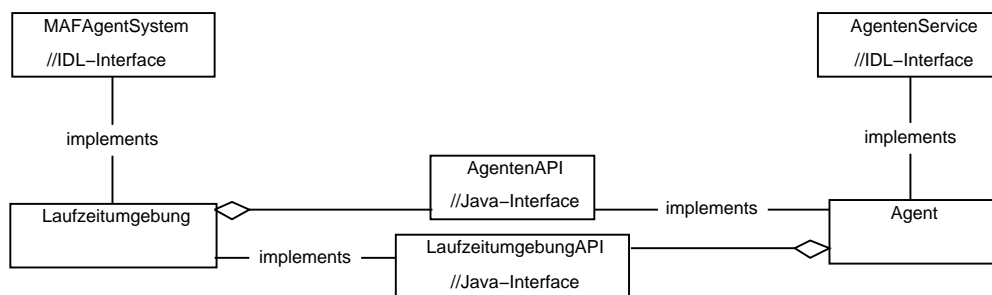 MAFAgentSystem
//IDL−Interface
AgentenService
//IDL−Interface
implements
implements
AgentenAPI
//Java−Interface
implements
Laufzeitumgebung
Agent
implements
LaufzeitumgebungAPI
//Java−Interface